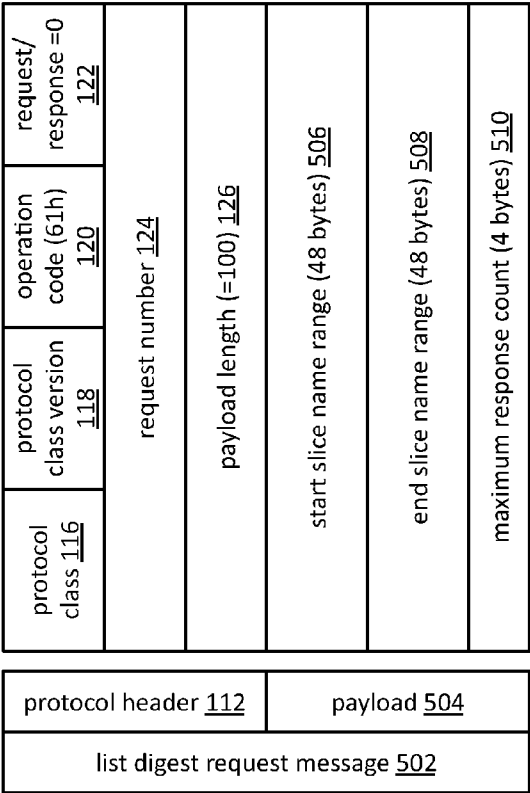 list digest request message 502
protocol header 112
payload 504
protocol
class 116
protocol
class version
118
operation
code (61h)
120
request/
response =0
122
request number 124
payload length (=100) 126
start slice name range (48 bytes) 506
end slice name range (48 bytes) 508
maximum response count (4 bytes) 510